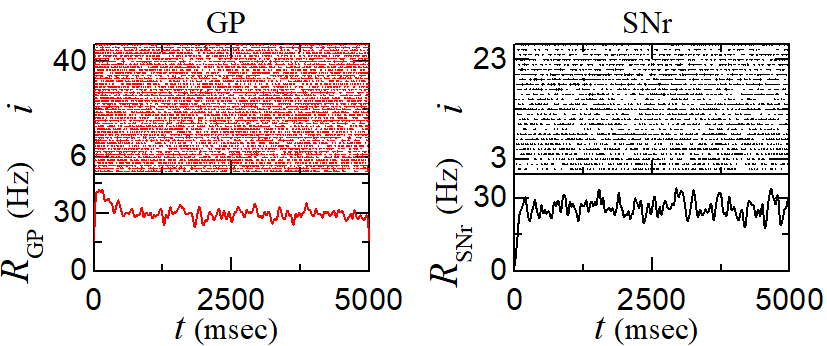 GP
40
i
6
R_GP (Hz)
30
0
0 2500 5000
t (msec)
SNr
23
i
3
R_SNr (Hz)
30
0
0 2500 5000
t (msec)